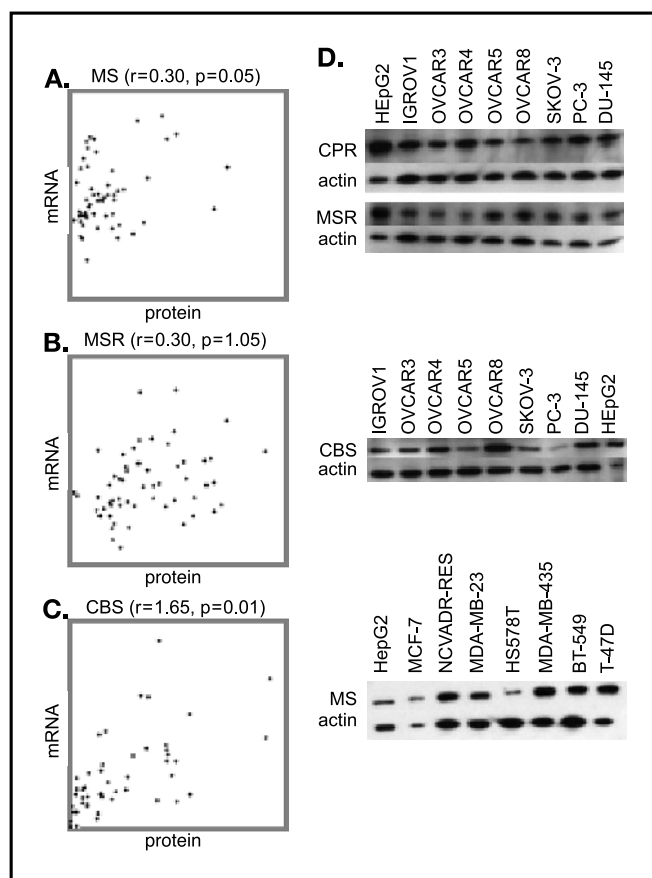 A.
MS (r=0.30, p=0.05)
mRNA
protein
B.
MSR (r=0.30, p=1.05)
mRNA
protein
C.
CBS (r=1.65, p=0.01)
mRNA
protein
D.
HEpG2
IGROV1
OVCAR3
OVCAR4
OVCAR5
OVCAR8
SKOV-3
PC-3
DU-145
CPR
actin
MSR
actin
IGROV1
OVCAR3
OVCAR4
OVCAR5
OVCAR8
SKOV-3
PC-3
DU-145
HEpG2
CBS
actin
HepG2
MCF-7
NCVADR-RES
MDA-MB-23
HS578T
MDA-MB-435
BT-549
T-47D
MS
actin